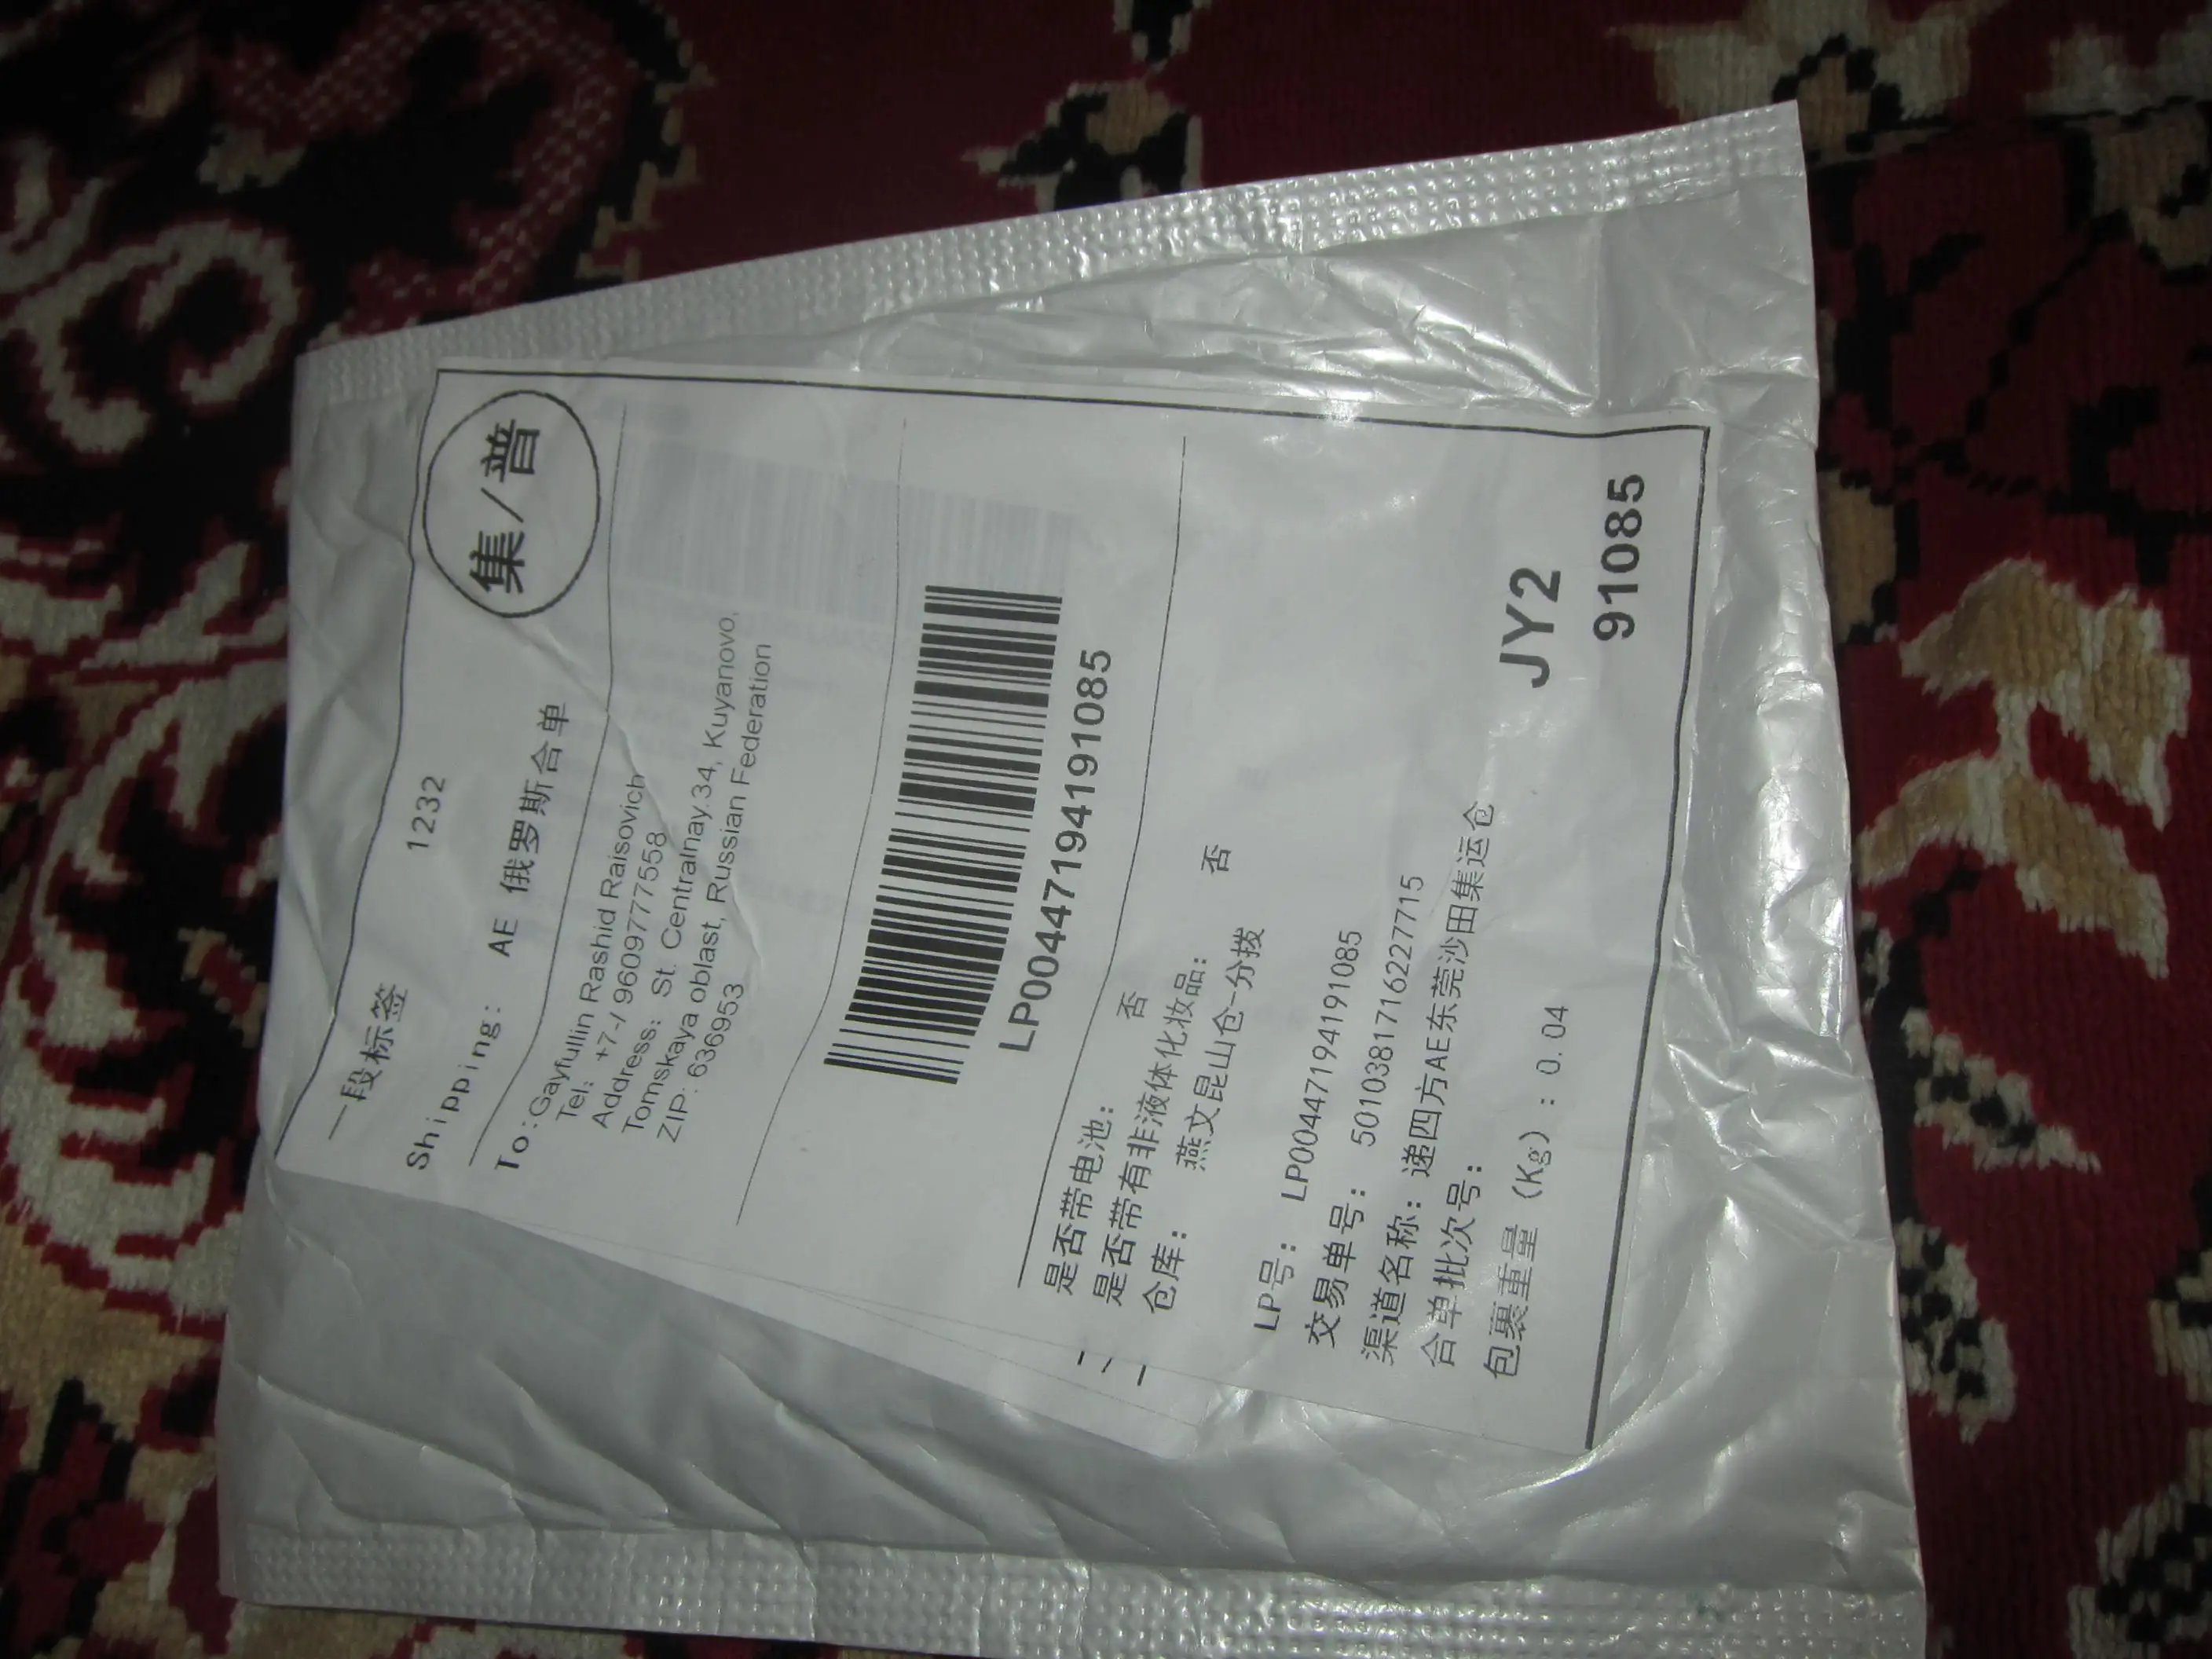 一段标签 1232
集/普
Shipping: AE 俄罗斯合单
To:Gayfullin Rashid Raisovich
Tel: +7-/ 9609777558
Address: St. Centralnay.34, Kuyanovo,
Tomskaya oblast, Russian Federation
ZIP: 636953
LP00447194191085
是否带电池: 否
是否带有非液体化妆品: 否
仓库: 燕文昆山仓-分拨
LP号: LP00447194191085
交易单号: 5010381716227715
渠道名称: 递四方AE东莞沙田集运仓
合单批次号:
JY2
包裹重量 (Kg) : 0.04
91085